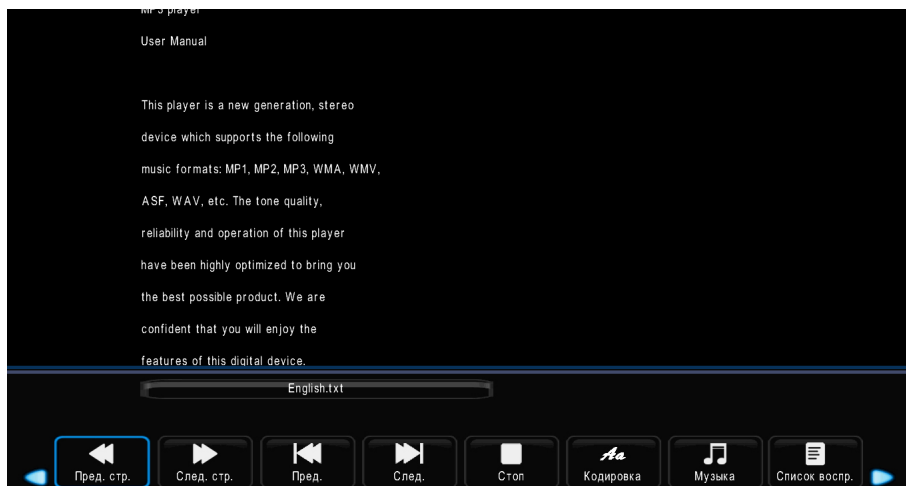 MP3 player
User Manual
This player is a new generation, stereo
device which supports the following
music formats: MP1, MP2, MP3, WMA, WMV,
ASF, WAV, etc. The tone quality,
reliability and operation of this player
have been highly optimized to bring you
the best possible product. We are
confident that you will enjoy the
features of this digital device.
English.txt
Пред. стр. След. стр. Пред. След. Стоп Aa Кодировка Музыка Список воспр.